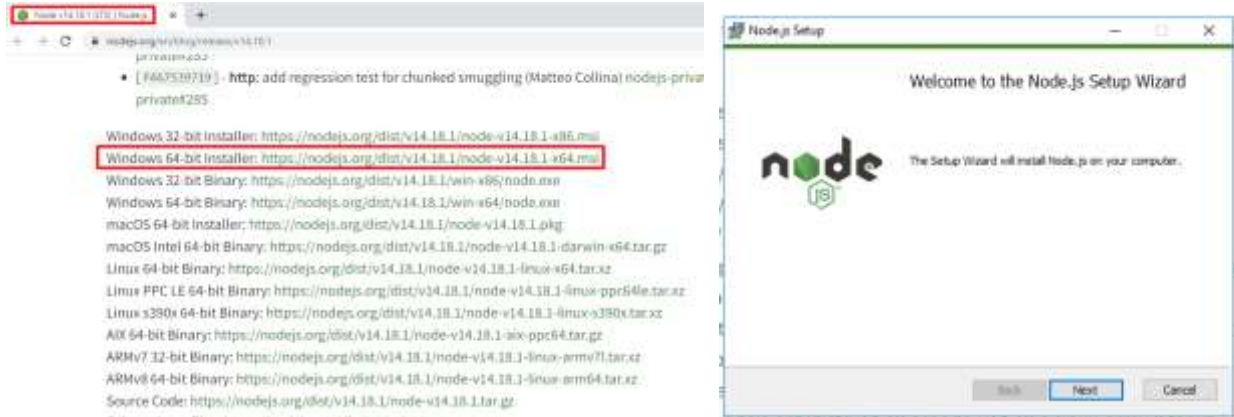 Node v14.18.1 (LTS) | Node.js
nodejs.org/en/blog/release/v14.18.1
private#283
[F467539719] - http: add regression test for chunked smuggling (Matteo Collina) nodejs-privat
private#285
Windows 32-bit Installer: https://nodejs.org/dist/v14.18.1/node-v14.18.1-x86.msi
Windows 64-bit Installer: https://nodejs.org/dist/v14.18.1/node-v14.18.1-x64.msi
Windows 32-bit Binary: https://nodejs.org/dist/v14.18.1/win-x86/node.exe
Windows 64-bit Binary: https://nodejs.org/dist/v14.18.1/win-x64/node.exe
macOS 64-bit Installer: https://nodejs.org/dist/v14.18.1/node-v14.18.1.pkg
macOS Intel 64-bit Binary: https://nodejs.org/dist/v14.18.1/node-v14.18.1-darwin-x64.tar.gz
Linux 64-bit Binary: https://nodejs.org/dist/v14.18.1/node-v14.18.1-linux-x64.tar.xz
Linux PPC LE 64-bit Binary: https://nodejs.org/dist/v14.18.1/node-v14.18.1-linux-ppc64le.tar.xz
Linux s390x 64-bit Binary: https://nodejs.org/dist/v14.18.1/node-v14.18.1-linux-s390x.tar.xz
AIX 64-bit Binary: https://nodejs.org/dist/v14.18.1/node-v14.18.1-aix-ppc64.tar.gz
ARMv7 32-bit Binary: https://nodejs.org/dist/v14.18.1/node-v14.18.1-linux-armv7l.tar.xz
ARMv8 64-bit Binary: https://nodejs.org/dist/v14.18.1/node-v14.18.1-linux-arm64.tar.xz
Source Code: https://nodejs.org/dist/v14.18.1/node-v14.18.1.tar.gz
Node.js Setup
Welcome to the Node.js Setup Wizard
The Setup Wizard will install Node.js on your computer.
node
JS
Back Next Cancel